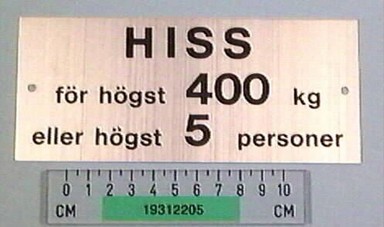 HISS
för högst 400 kg
eller högst 5 personer
0 1 2 3 4 5 6 7 8 9 10
CM 19312205 CM